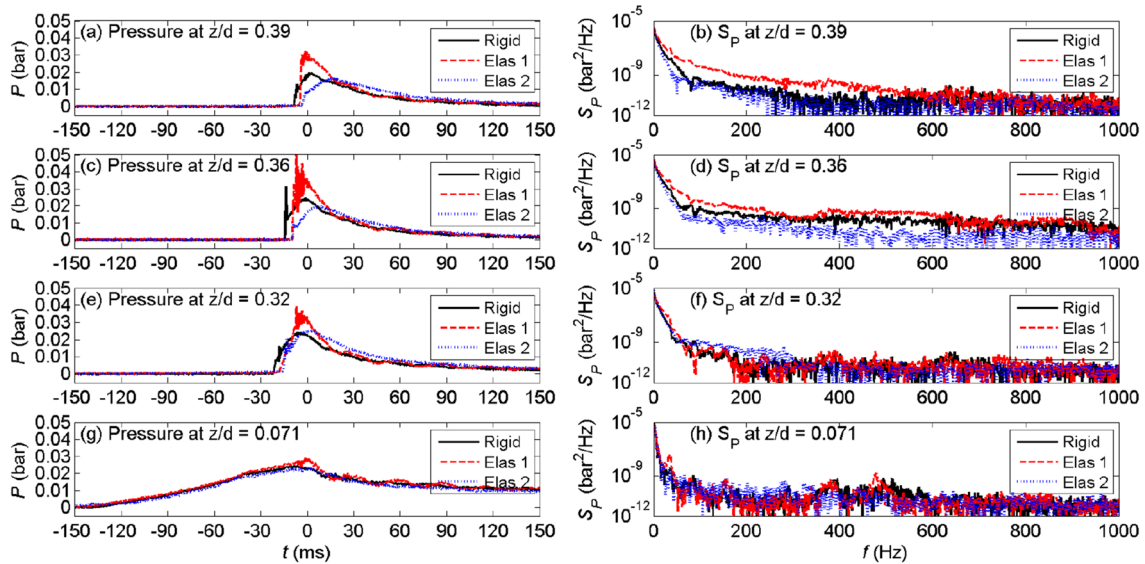 (a) Pressure at z/d = 0.39
Rigid
Elas 1
Elas 2
P (bar)
0.05
0.04
0.03
0.02
0.01
0
-150 -120 -90 -60 -30 0 30 60 90 120 150
(b) S_P at z/d = 0.39
Rigid
Elas 1
Elas 2
S_P (bar²/Hz)
10⁻⁵
10⁻⁹
10⁻¹²
0 200 400 600 800 1000
(c) Pressure at z/d = 0.36
Rigid
Elas 1
Elas 2
P (bar)
0.05
0.04
0.03
0.02
0.01
0
-150 -120 -90 -60 -30 0 30 60 90 120 150
(d) S_P at z/d = 0.36
Rigid
Elas 1
Elas 2
S_P (bar²/Hz)
10⁻⁵
10⁻⁹
10⁻¹²
0 200 400 600 800 1000
(e) Pressure at z/d = 0.32
Rigid
Elas 1
Elas 2
P (bar)
0.05
0.04
0.03
0.02
0.01
0
-150 -120 -90 -60 -30 0 30 60 90 120 150
(f) S_P at z/d = 0.32
Rigid
Elas 1
Elas 2
S_P (bar²/Hz)
10⁻⁵
10⁻⁹
10⁻¹²
0 200 400 600 800 1000
(g) Pressure at z/d = 0.071
Rigid
Elas 1
Elas 2
P (bar)
0.05
0.04
0.03
0.02
0.01
0
-150 -120 -90 -60 -30 0 30 60 90 120 150
t (ms)
(h) S_P at z/d = 0.071
Rigid
Elas 1
Elas 2
S_P (bar²/Hz)
10⁻⁵
10⁻⁹
10⁻¹²
0 200 400 600 800 1000
f (Hz)